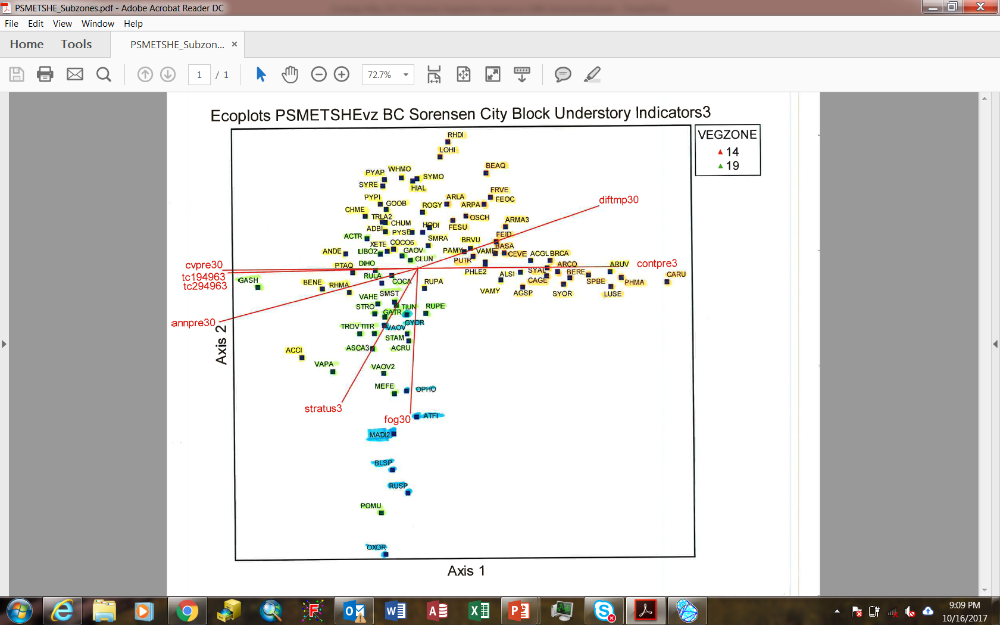 PSMETSHE_Subzones.pdf - Adobe Acrobat Reader DC
File Edit View Window Help
Home Tools PSMETSHE_Subzon... ×
1 / 1 72.7%
Ecoplots PSMETSHEvz BC Sorensen City Block Understory Indicators3
VEGZONE
14
19
RHDI
LOHI
BEAQ
WHMO
PYAP
SYMO
SYRE
HIAL
FRVE
PYPI
ARLA
FEOC
diftmp30
GOOB
ROGY
ARPA
CHME
TRLA2
OSCH
ARMA3
CHUM
HODI
FESU
ADBI
PYSE
FEID
ACTR
SMRA
BRVU
XETE
COCO6
BASA
ANDE
LIBO2
GAOV
PAMY
VAME
CEVE
ACGL
BRCA
CLUN
PUTR
cvpre30
PTAQ
DIHO
ARCO
ARUV
contpre3
PHLE2
SYAL
tc194963
RULA
ALSI
BERE
CARU
GASH
BENE
RHMA
COCA
RUPA
CAGE
SPBE
PHMA
tc294963
VAMY
AGSP
SYOR
LUSE
VAHE
SMST
STRO
TIUN
RUPE
GATR
annpre30
GYDR
TROV
TITR
VAOV
STAM
ASCA3
ACRU
ACCI
VAPA
VAOV2
MEFE
OPHO
stratus3
ATFI
fog30
MADI2
BLSP
RUSP
POMU
OXOR
Axis 2
Axis 1
9:09 PM
10/16/2017